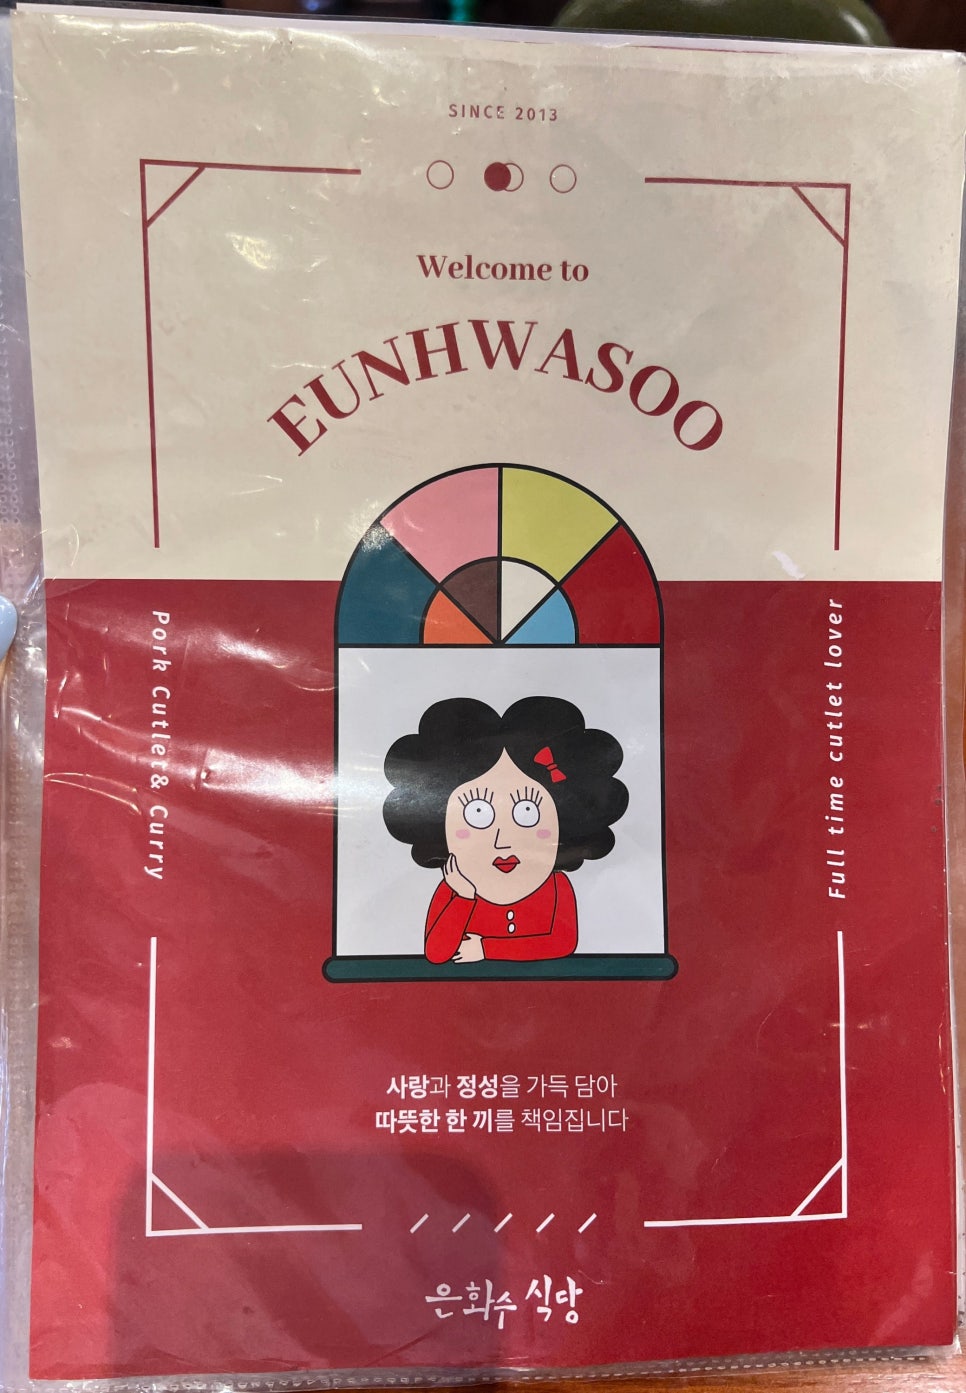 SINCE 2013
Welcome to
EUNHWASOO
Pork Cutlet& Curry
Full time cutlet lover
사랑과 정성을 가득 담아
따뜻한 한 끼를 책임집니다
은화수 식당